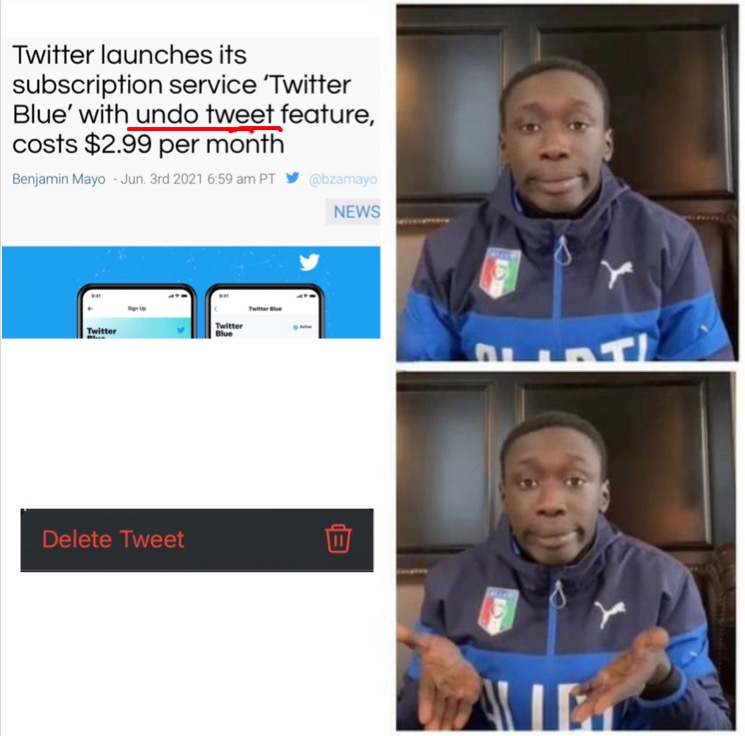 Twitter launches its
subscription service ‘Twitter
Blue’ with undo tweet feature,
costs $2.99 per month
Benjamin Mayo - Jun. 3rd 2021 6:59 am PT @bzamayo
NEWS
9:41
9:41
Sign Up
Twitter Blue
Twitter
Blue
Twitter
Blue
Active
Delete Tweet